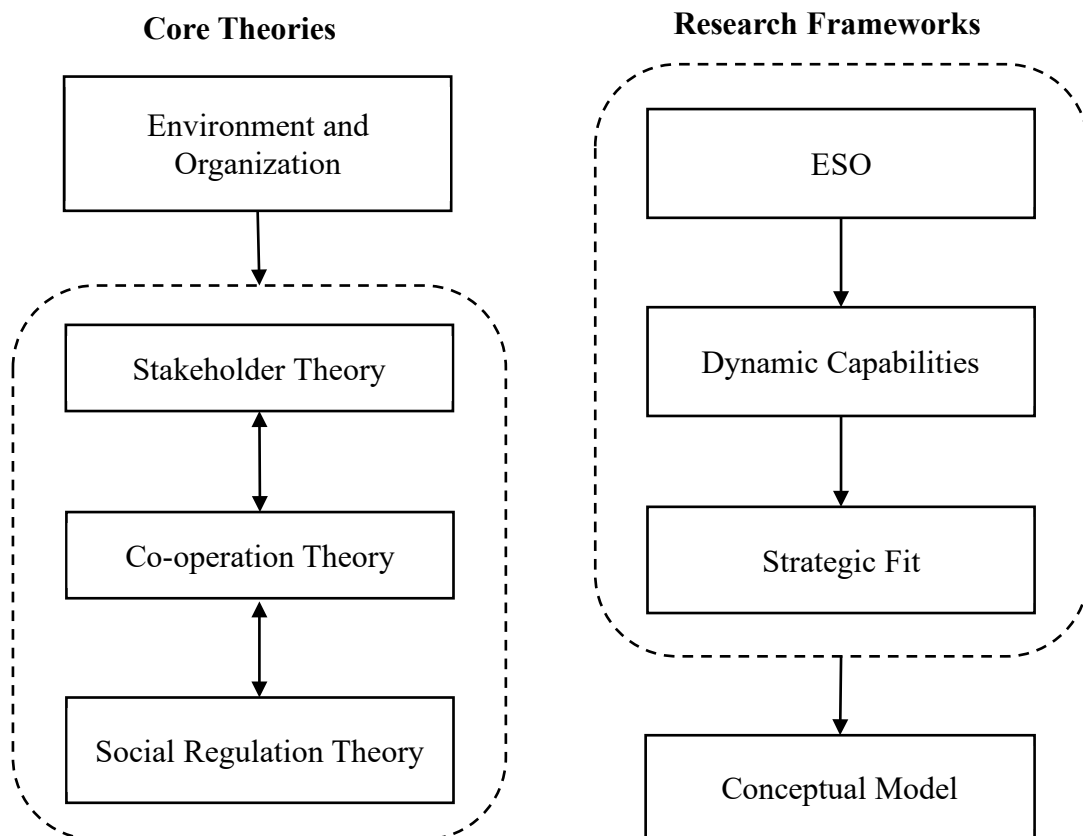 Core Theories
Environment and
Organization
Stakeholder Theory
Co-operation Theory
Social Regulation Theory
Research Frameworks
ESO
Dynamic Capabilities
Strategic Fit
Conceptual Model